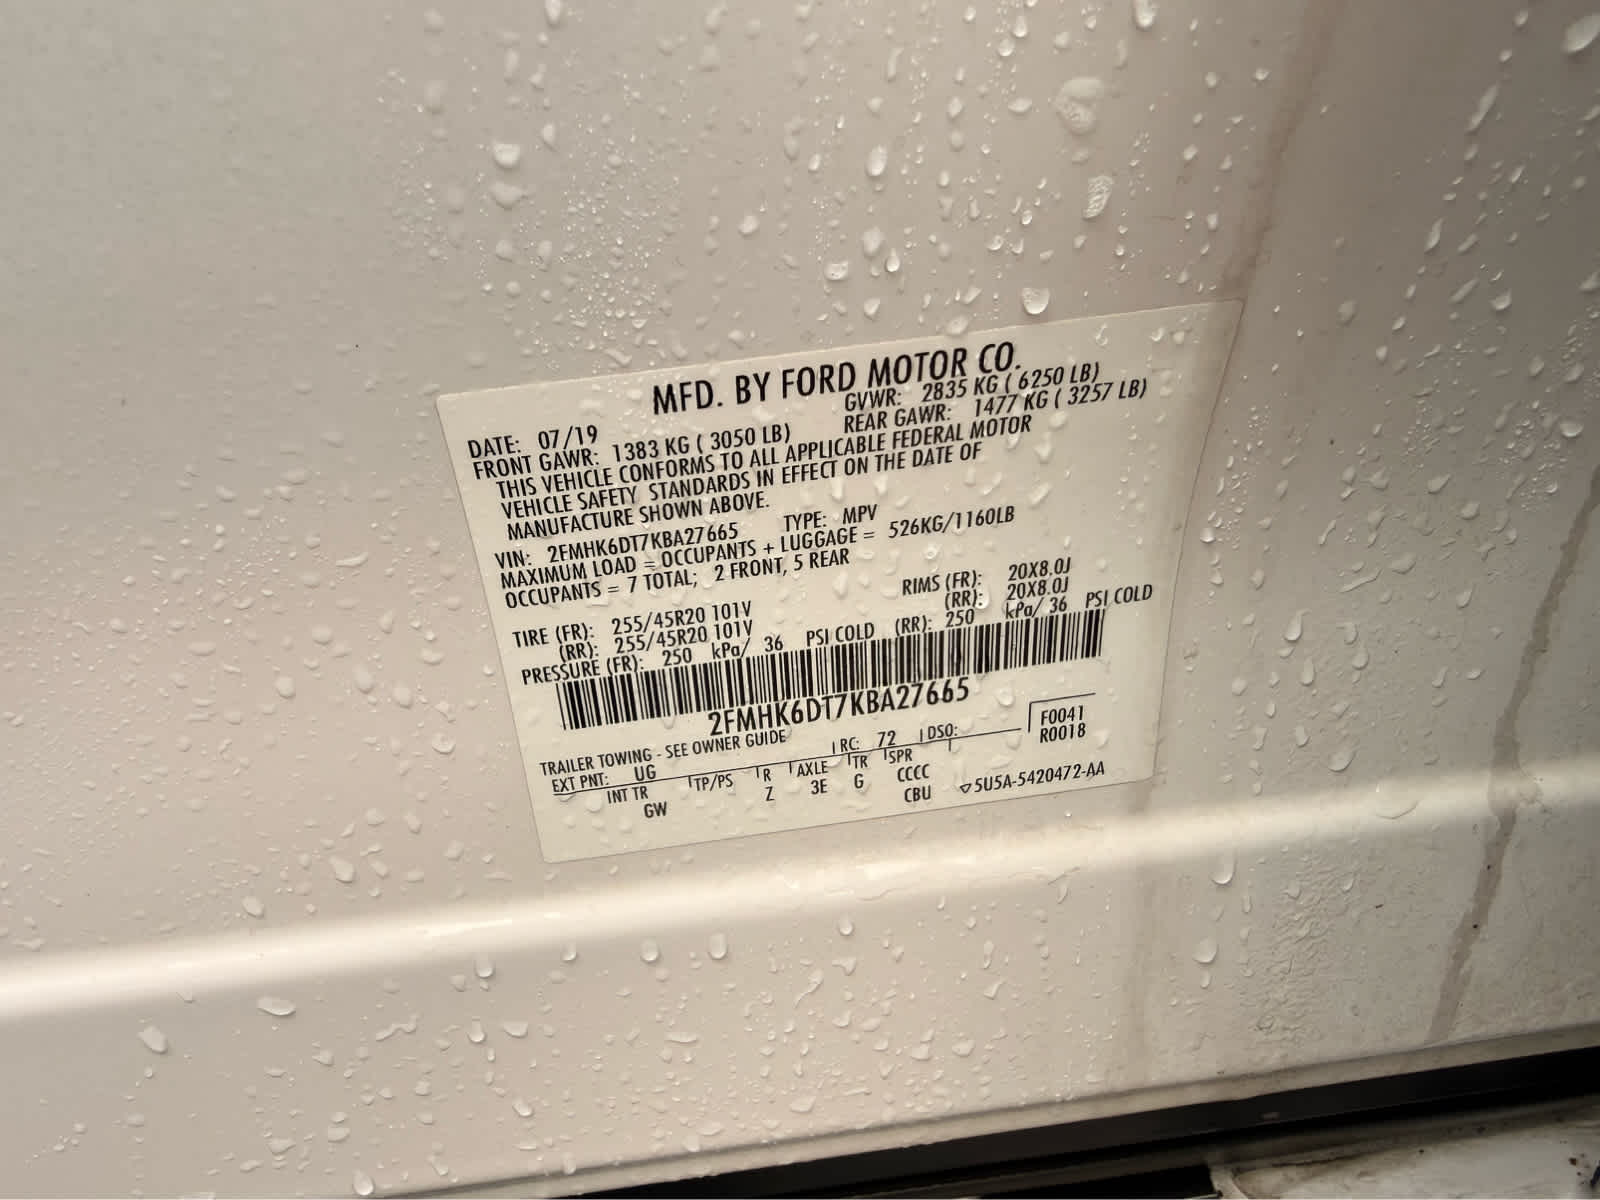 MFD. BY FORD MOTOR CO.
DATE: 07/19 GVWR: 2835 KG ( 6250 LB)
FRONT GAWR: 1383 KG ( 3050 LB) REAR GAWR: 1477 KG ( 3257 LB)
THIS VEHICLE CONFORMS TO ALL APPLICABLE FEDERAL MOTOR
VEHICLE SAFETY STANDARDS IN EFFECT ON THE DATE OF
MANUFACTURE SHOWN ABOVE.
VIN: 2FMHK6DT7KBA27665 TYPE: MPV
MAXIMUM LOAD = OCCUPANTS + LUGGAGE = 526KG/1160LB
OCCUPANTS = 7 TOTAL; 2 FRONT, 5 REAR
TIRE (FR): 255/45R20 101V RIMS (FR): 20X8.0J
(RR): 255/45R20 101V (RR): 20X8.0J
PRESSURE (FR): 250 kPa/ 36 PSI COLD (RR): 250 kPa/ 36 PSI COLD
2FMHK6DT7KBA27665
TRAILER TOWING - SEE OWNER GUIDE
EXT PNT: UG RC: 72 DSO: F0041
R0018
INT TR TP/PS R AXLE TR SPR
GW Z 3E G CCCC
CBU 5U5A-5420472-AA